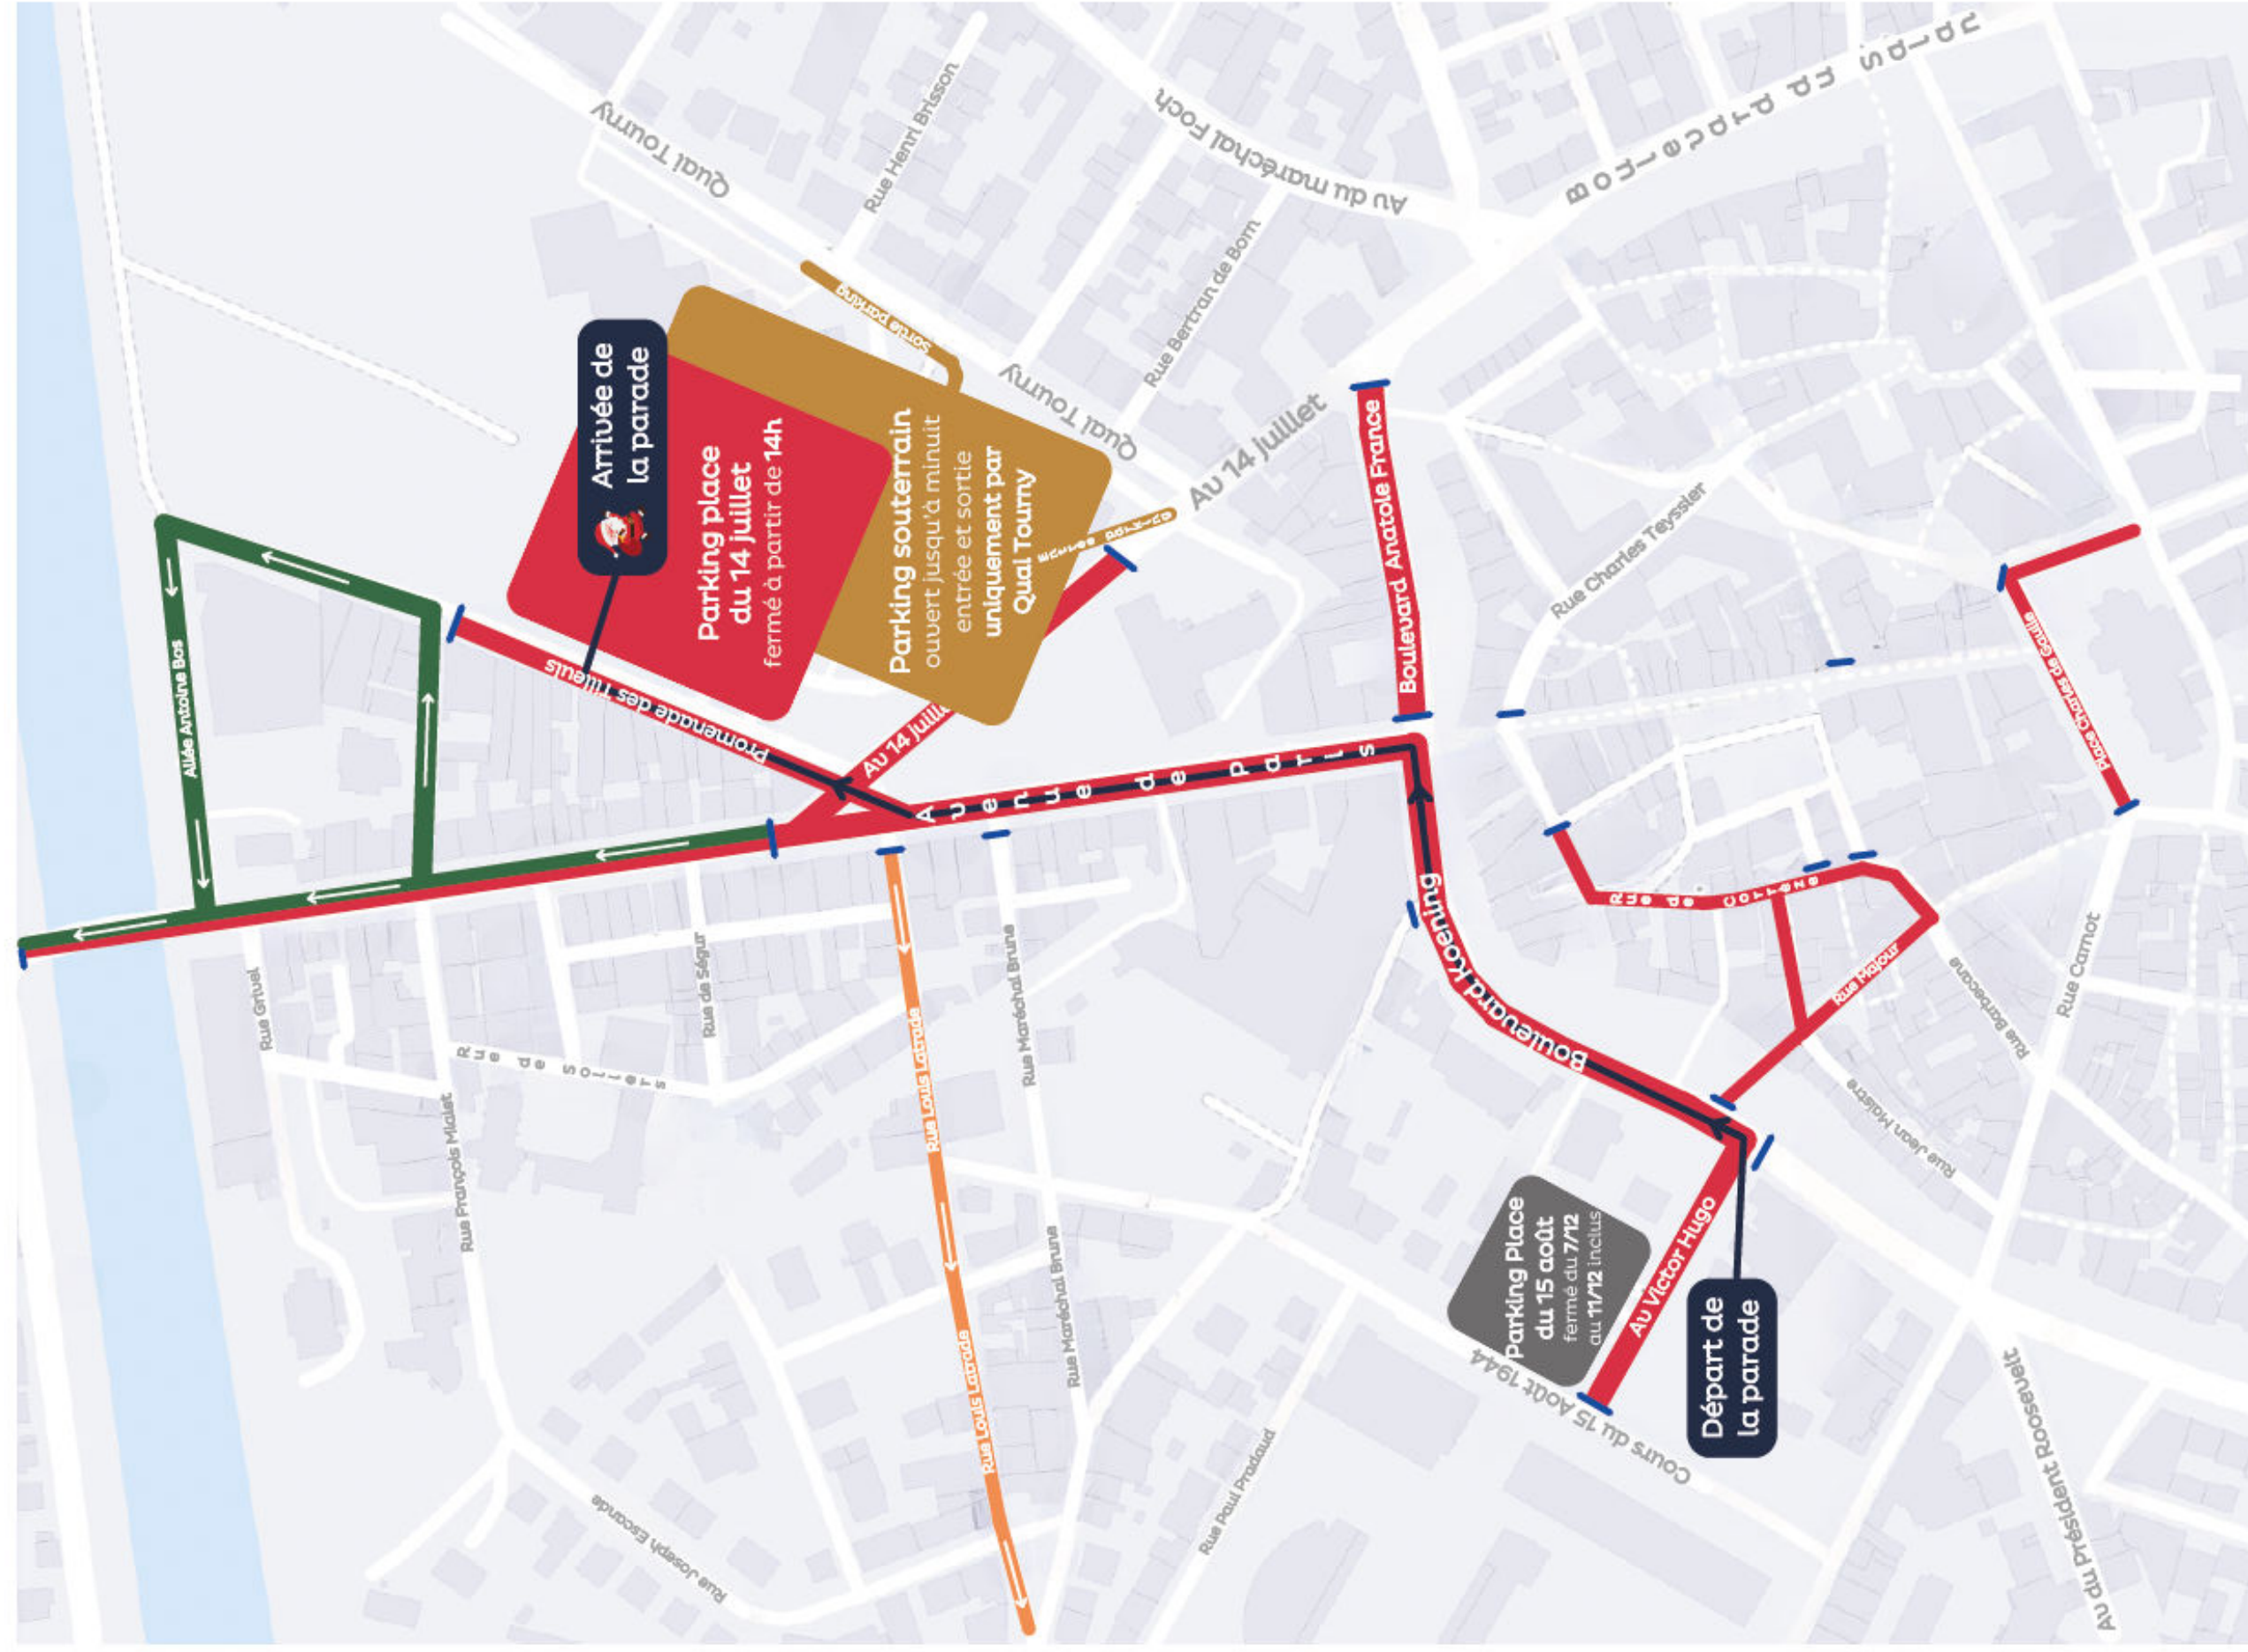 Arrivée de
la parade
Parking place
du 14 juillet
fermé à partir de 14h
Parking souterrain
ouvert jusqu'à minuit
entrée et sortie
uniquement par
Quai Tourny
Sortie parking
Entrée parking
Parking Place
du 15 août
fermé du 7/12
au 11/12 inclus
Départ de
la parade
Allée Antoine Bos
Promenade des Tilleuls
Av 14 juille
Av 14 juillet
Avenue de Paris
Boulevard Anatole France
Boulevard Koening
Av Victor Hugo
Cours du 15 Août 1944
Rue de Corrèze
Rue Majour
Place Charles de Gaulle
Rue Louis Latrade
Rue Louis Latrade
Rue Maréchal Brune
Rue Maréchal Brune
Rue Grivel
Rue de Ségur
Rue de Soliers
Rue François Mialet
Rue Joseph Escande
Rue Paul Pradaud
Quai Tourny
Quai Tourny
Rue Henri Brisson
Rue Bertran de Born
Av du maréchal Foch
Boulevard du Salan
Rue Charles Teyssier
Rue Carnot
Rue Barbecane
Rue Jean Maistre
Av du Président Roosevelt